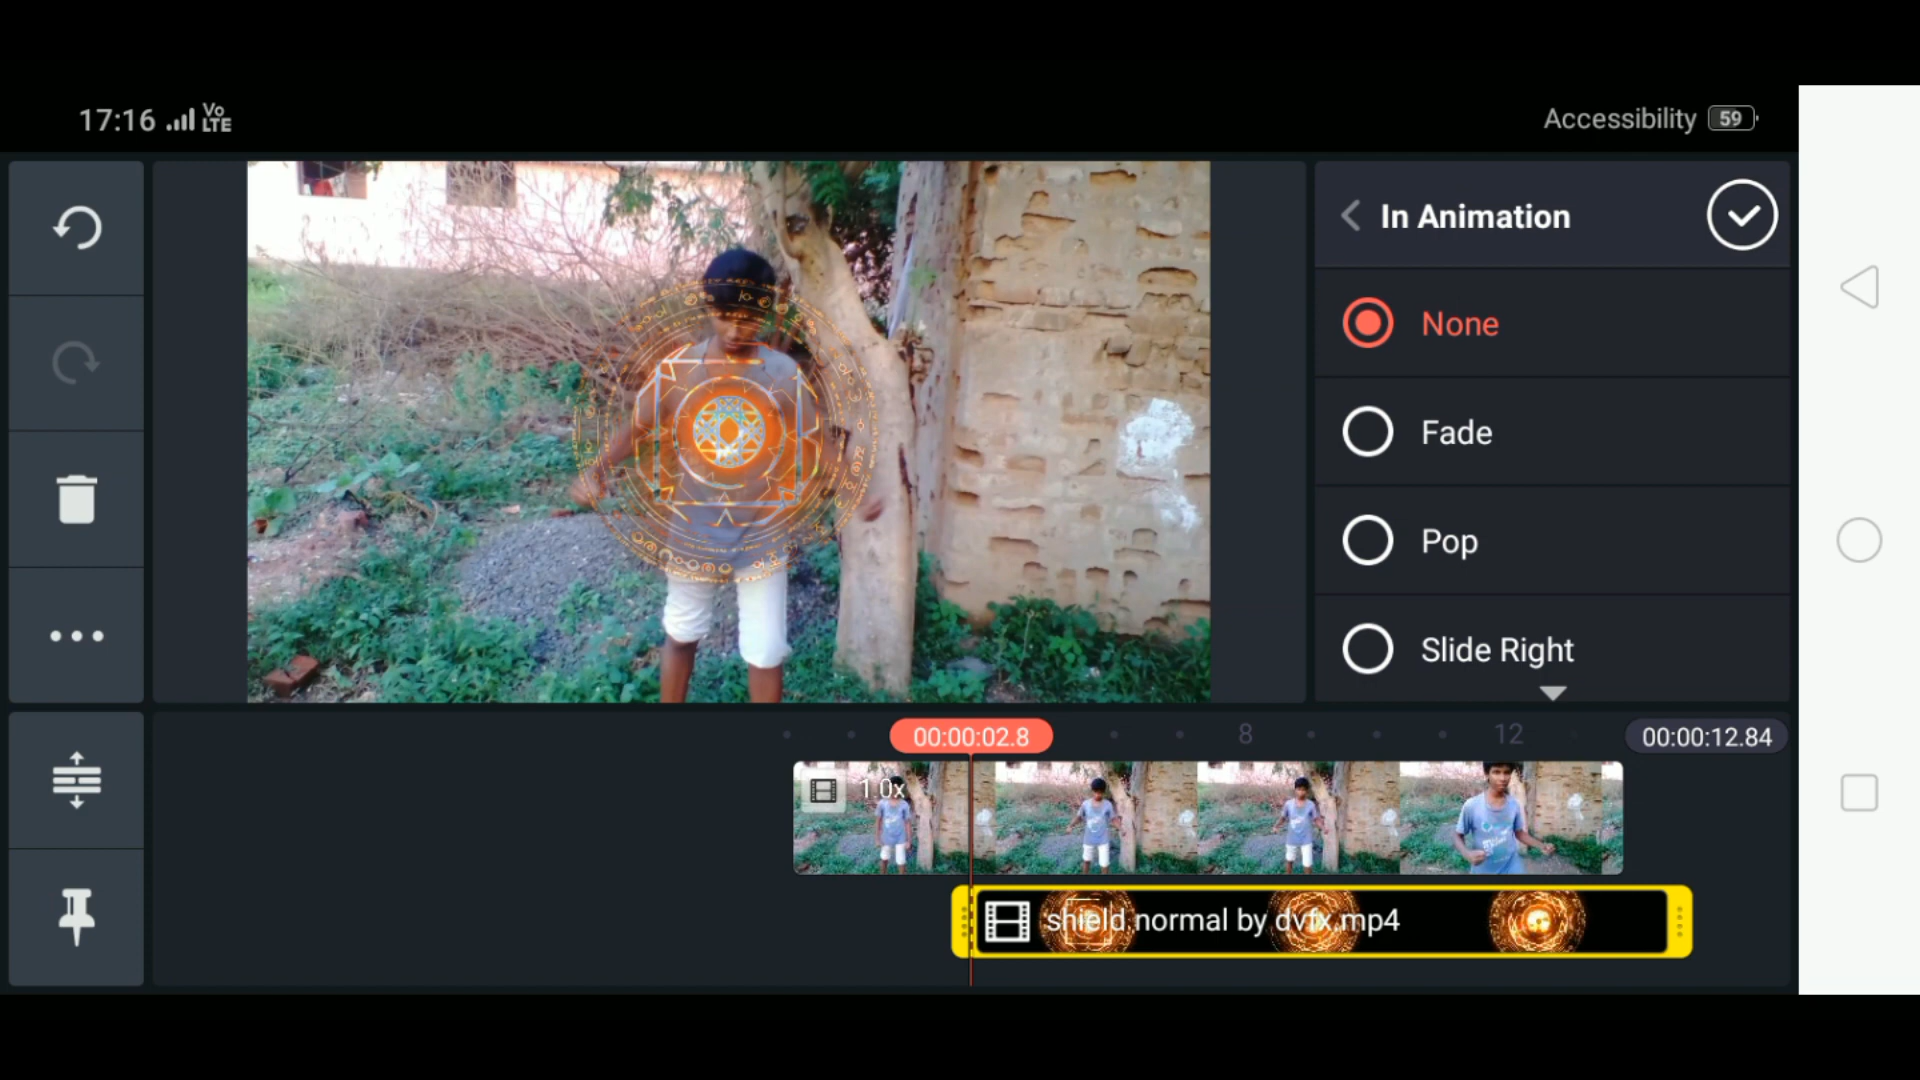 17:16 Vo LTE
Accessibility 59
In Animation
None
Fade
Pop
Slide Right
00:00:02.8
8
12
00:00:12.84
1.0x
shield normal by dvfx.mp4